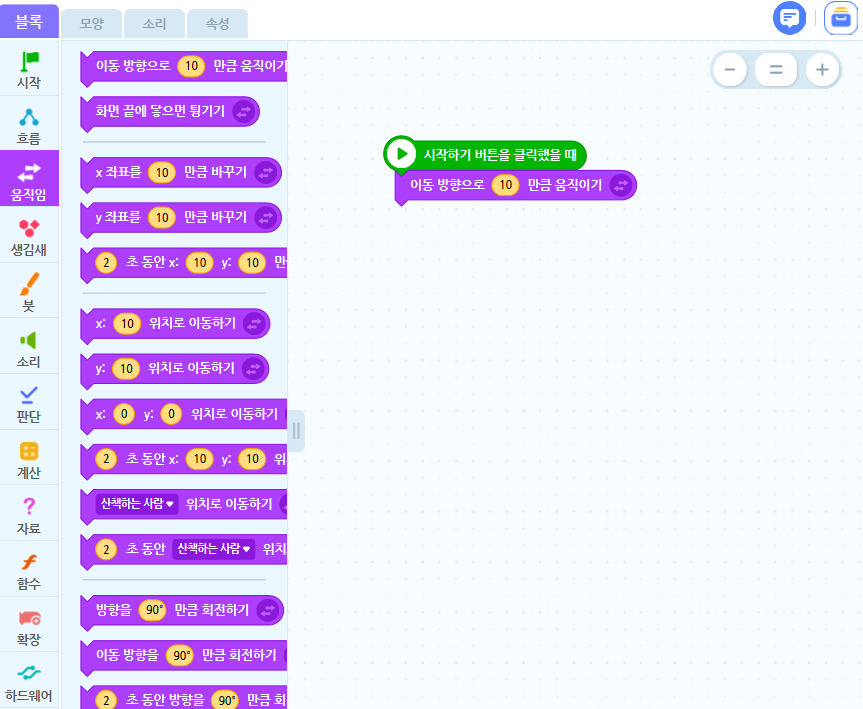 블록 모양 소리 속성
시작
흐름
움직임
생김새
붓
소리
판단
계산
자료
함수
확장
하드웨어
이동 방향으로 10 만큼 움직이기
화면 끝에 닿으면 튕기기
x 좌표를 10 만큼 바꾸기
y 좌표를 10 만큼 바꾸기
2 초 동안 x: 10 y: 10 만
x: 10 위치로 이동하기
y: 10 위치로 이동하기
x: 0 y: 0 위치로 이동하기
2 초 동안 x: 10 y: 10 위
산책하는 사람 위치로 이동하기
2 초 동안 산책하는 사람 위치
방향을 90° 만큼 회전하기
이동 방향을 90° 만큼 회전하기
2 초 동안 방향을 90° 만큼 회
시작하기 버튼을 클릭했을 때
이동 방향으로 10 만큼 움직이기